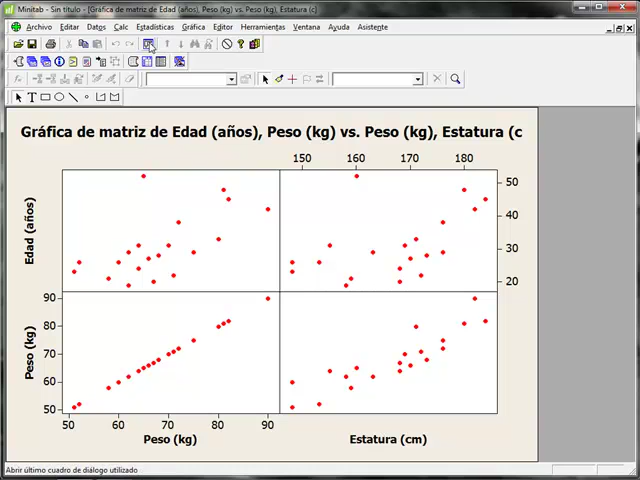 Minitab - Sin título - [Gráfica de matriz de Edad (años), Peso (kg) vs. Peso (kg), Estatura (c]
Archivo Editar Datos Calc Estadísticas Gráfica Editor Herramientas Ventana Ayuda Asistente
Gráfica de matriz de Edad (años), Peso (kg) vs. Peso (kg), Estatura (c
150 160 170 180
Edad (años)
50
40
30
20
Peso (kg)
90
80
70
60
50
50 60 70 80 90
Peso (kg) Estatura (cm)
Abrir último cuadro de diálogo utilizado